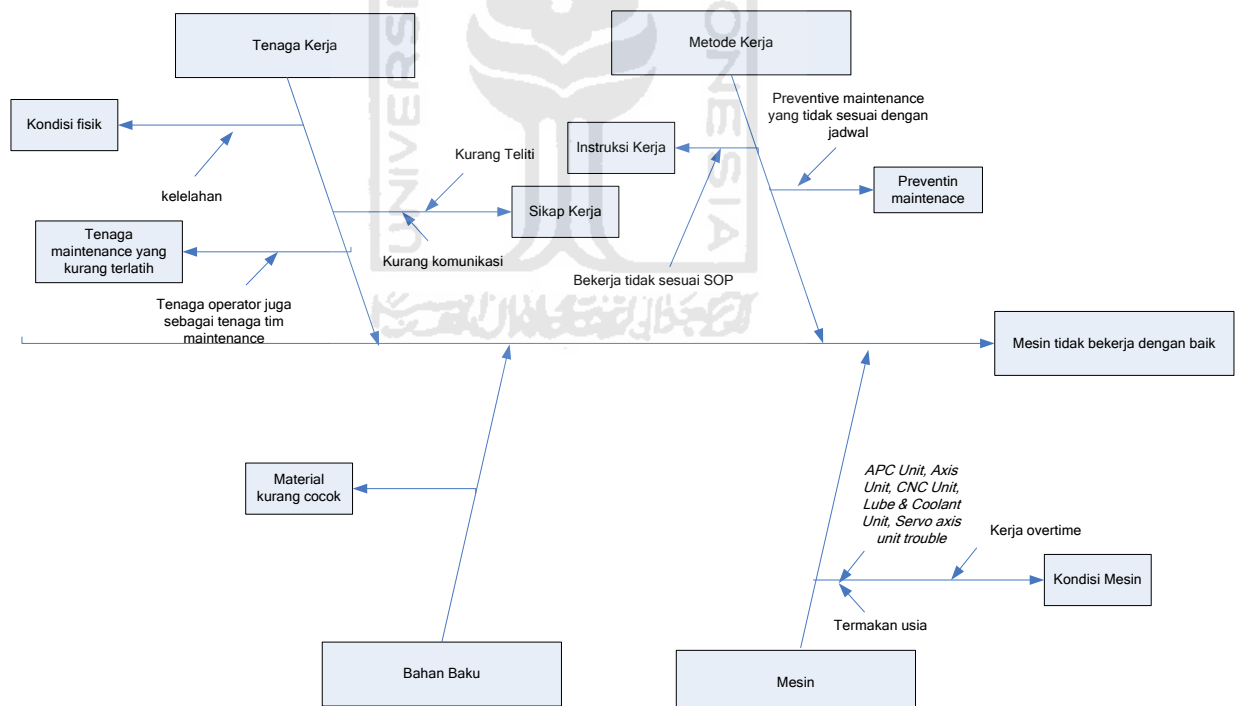 Tenaga Kerja
Metode Kerja
Kondisi fisik
kelelahan
Kurang Teliti
Sikap Kerja
Kurang komunikasi
Tenaga
maintenance yang
kurang terlatih
Tenaga operator juga
sebagai tenaga tim
maintenance
Instruksi Kerja
Bekerja tidak sesuai SOP
Preventive maintenance
yang tidak sesuai dengan
jadwal
Preventin
maintenace
Mesin tidak bekerja dengan baik
Material
kurang cocok
APC Unit, Axis
Unit, CNC Unit,
Lube & Coolant
Unit, Servo axis
unit trouble
Kerja overtime
Kondisi Mesin
Termakan usia
Bahan Baku
Mesin